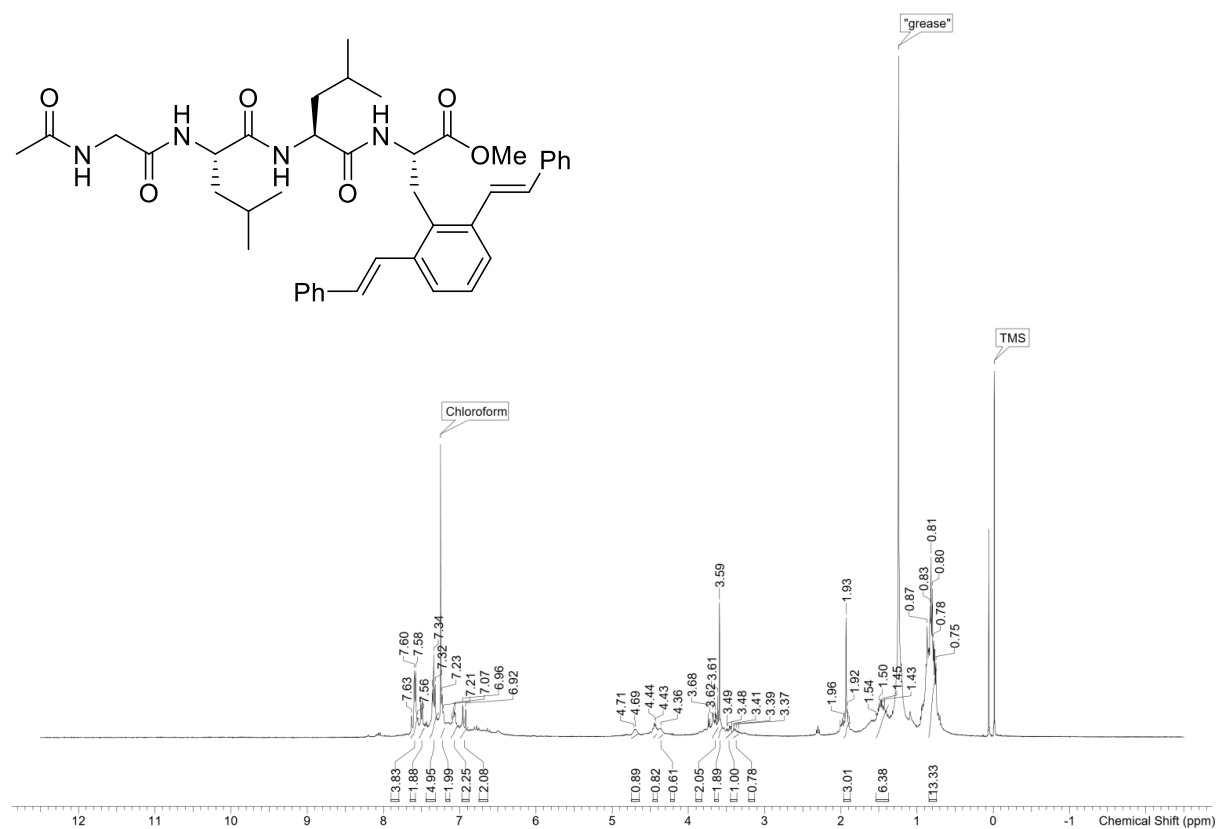 "grease"
O
H
N
O
N
H
O
N
H
O
H
N
O
O
OMe
Ph
Ph
TMS
Chloroform
7.63
7.60
7.58
7.56
7.34
7.32
7.23
7.21
7.07
6.96
6.92
4.71
4.69
4.44
4.43
4.36
3.68
3.62
3.61
3.59
3.49
3.48
3.41
3.39
3.37
1.96
1.93
1.92
1.54
1.50
1.45
1.43
0.87
0.83
0.81
0.80
0.78
0.75
3.83
1.88
4.95
1.99
2.25
2.08
0.89
0.82
0.61
2.05
1.89
1.00
0.78
3.01
6.38
13.33
12 11 10 9 8 7 6 5 4 3 2 1 0 -1 Chemical Shift (ppm)